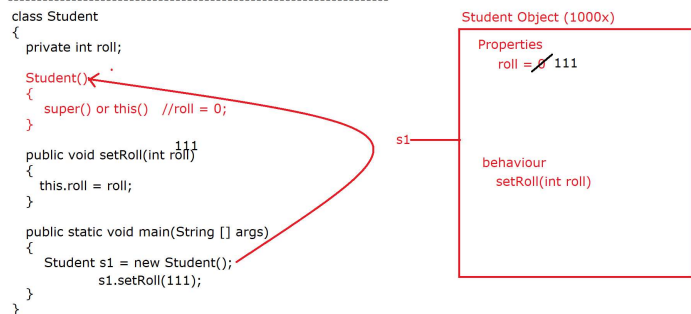 class Student
{
private int roll;
Student()
{
super() or this() //roll = 0;
}
111
public void setRoll(int roll)
{
this.roll = roll;
}
public static void main(String [] args)
{
Student s1 = new Student();
s1.setRoll(111);
}
}
Student Object (1000x)
Properties
roll = 0 111
s1
behaviour
setRoll(int roll)